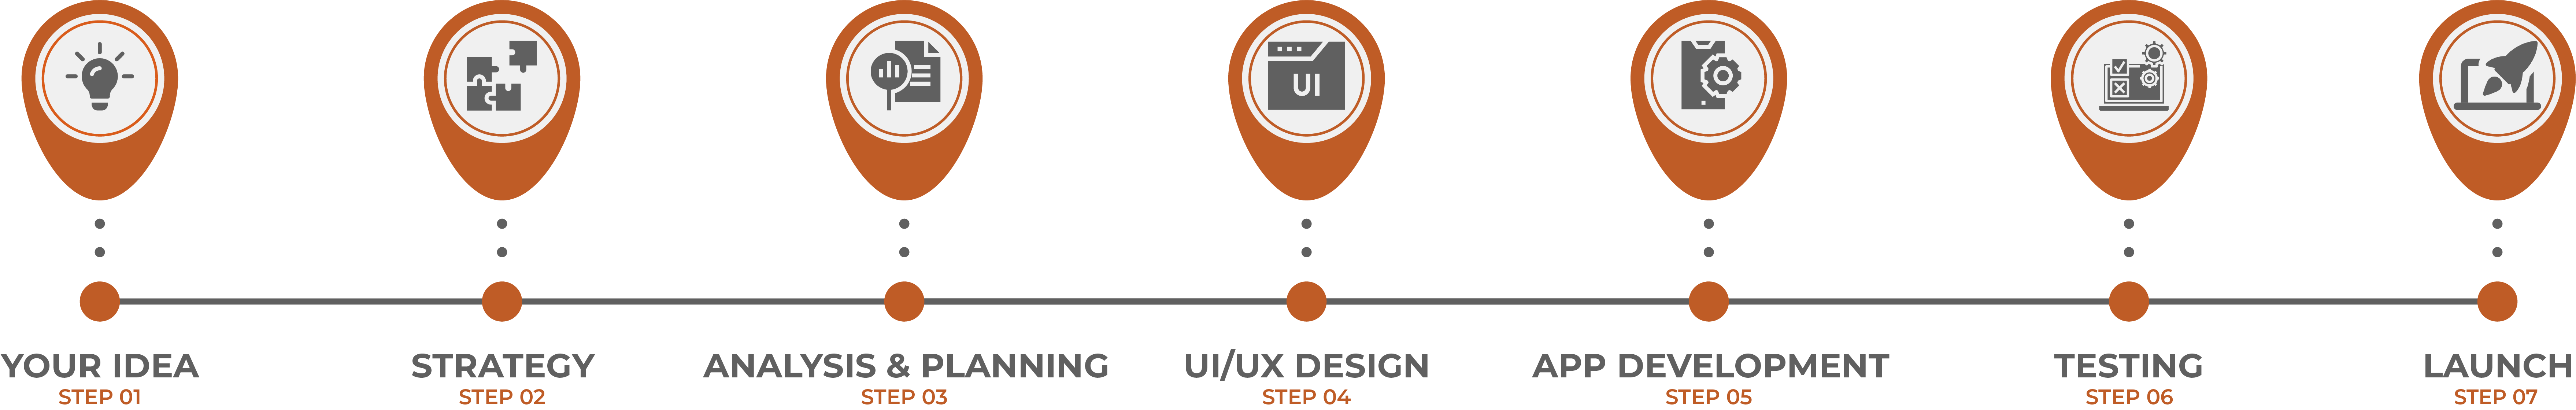 UI
YOUR IDEA
STEP 01
STRATEGY
STEP 02
ANALYSIS & PLANNING
STEP 03
UI/UX DESIGN
STEP 04
APP DEVELOPMENT
STEP 05
TESTING
STEP 06
LAUNCH
STEP 07